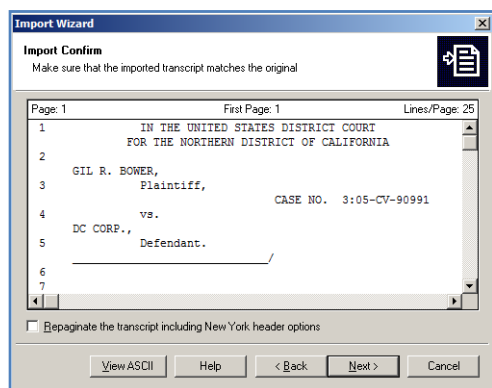 Import Wizard
Import Confirm
Make sure that the imported transcript matches the original
Page: 1 First Page: 1 Lines/Page: 25
1 IN THE UNITED STATES DISTRICT COURT
FOR THE NORTHERN DISTRICT OF CALIFORNIA
2
GIL R. BOWER,
3 Plaintiff,
CASE NO. 3:05-CV-90991
4 vs.
DC CORP.,
5 Defendant.
___________________________/
6
7
Repaginate the transcript including New York header options
View ASCII Help < Back Next > Cancel